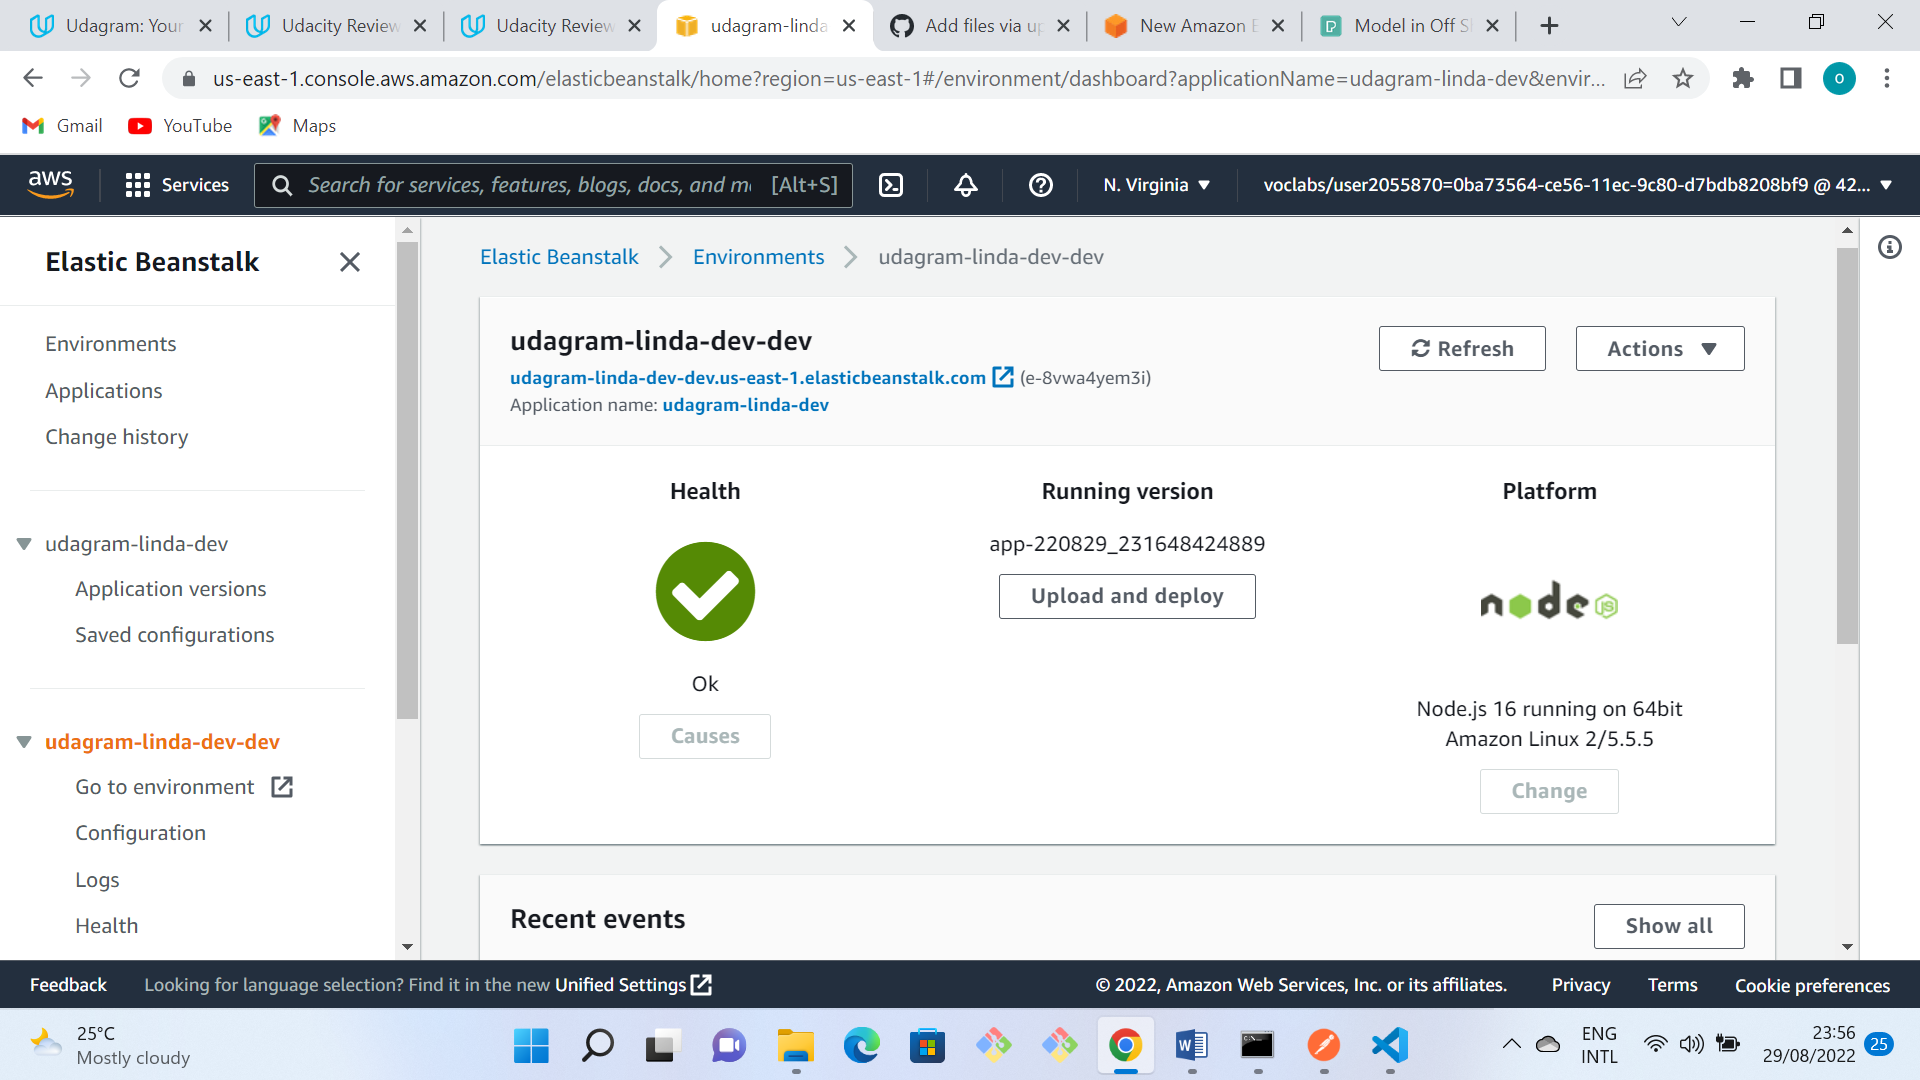 Udagram: Your
Udacity Review
Udacity Review
udagram-linda
Add files via up
New Amazon E
Model in Off S
us-east-1.console.aws.amazon.com/elasticbeanstalk/home?region=us-east-1#/environment/dashboard?applicationName=udagram-linda-dev&envir...
o
Gmail
YouTube
Maps
aws
Services
Search for services, features, blogs, docs, and m
[Alt+S]
N. Virginia
voclabs/user2055870=0ba73564-ce56-11ec-9c80-d7bdb8208bf9 @ 42...
Elastic Beanstalk
Environments
Applications
Change history
udagram-linda-dev
Application versions
Saved configurations
udagram-linda-dev-dev
Go to environment
Configuration
Logs
Health
Elastic Beanstalk
Environments
udagram-linda-dev-dev
udagram-linda-dev-dev
udagram-linda-dev-dev.us-east-1.elasticbeanstalk.com (e-8vwa4yem3i)
Application name: udagram-linda-dev
Refresh
Actions
Health
Ok
Causes
Running version
app-220829_231648424889
Upload and deploy
Platform
node JS
Node.js 16 running on 64bit
Amazon Linux 2/5.5.5
Change
Recent events
Show all
Feedback
Looking for language selection? Find it in the new Unified Settings
© 2022, Amazon Web Services, Inc. or its affiliates.
Privacy
Terms
Cookie preferences
25°C
Mostly cloudy
W
ENG
INTL
23:56
29/08/2022
25